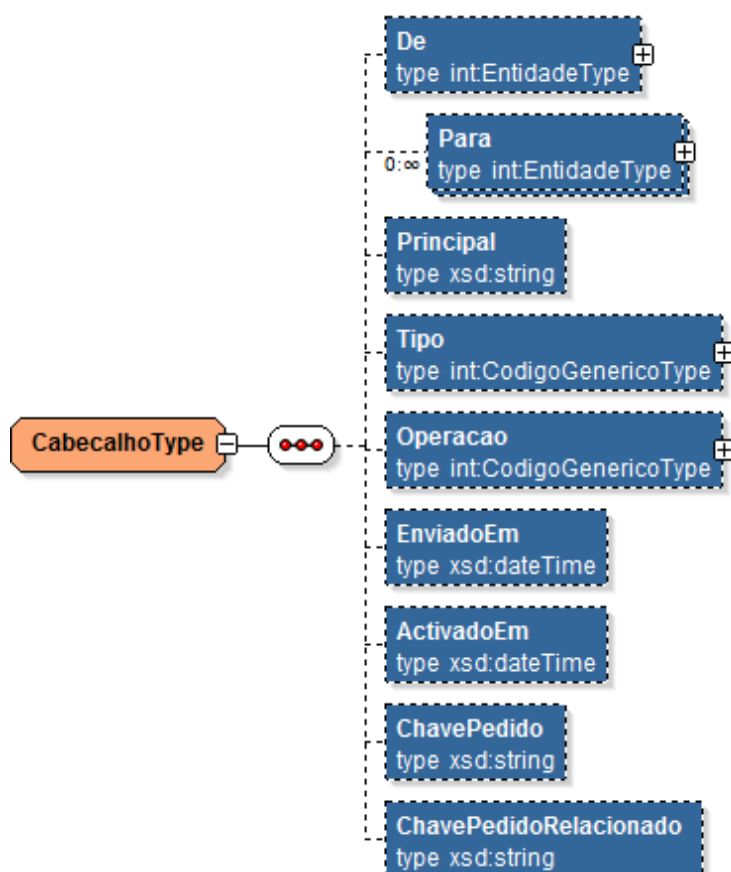 De
type int:EntidadeType
Para
0:∞
type int:EntidadeType
Principal
type xsd:string
Tipo
type int:CodigoGenericoType
CabecalhoType
Operacao
type int:CodigoGenericoType
EnviadoEm
type xsd:dateTime
ActivadoEm
type xsd:dateTime
ChavePedido
type xsd:string
ChavePedidoRelacionado
type xsd:string